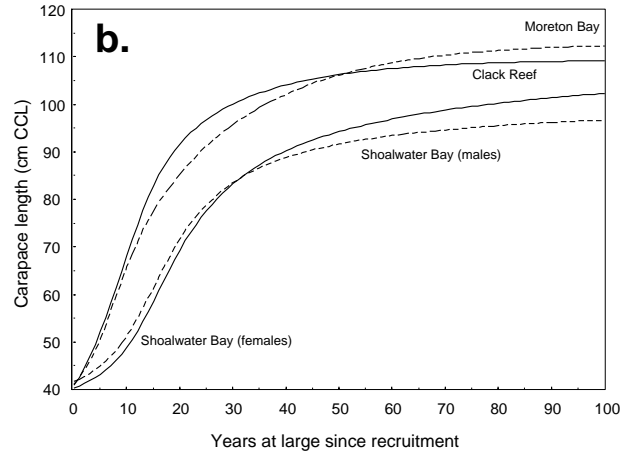 b.
120
110
100
90
80
70
60
50
40
Carapace length (cm CCL)
Moreton Bay
Clack Reef
Shoalwater Bay (males)
Shoalwater Bay (females)
0
10
20
30
40
50
60
70
80
90
100
Years at large since recruitment